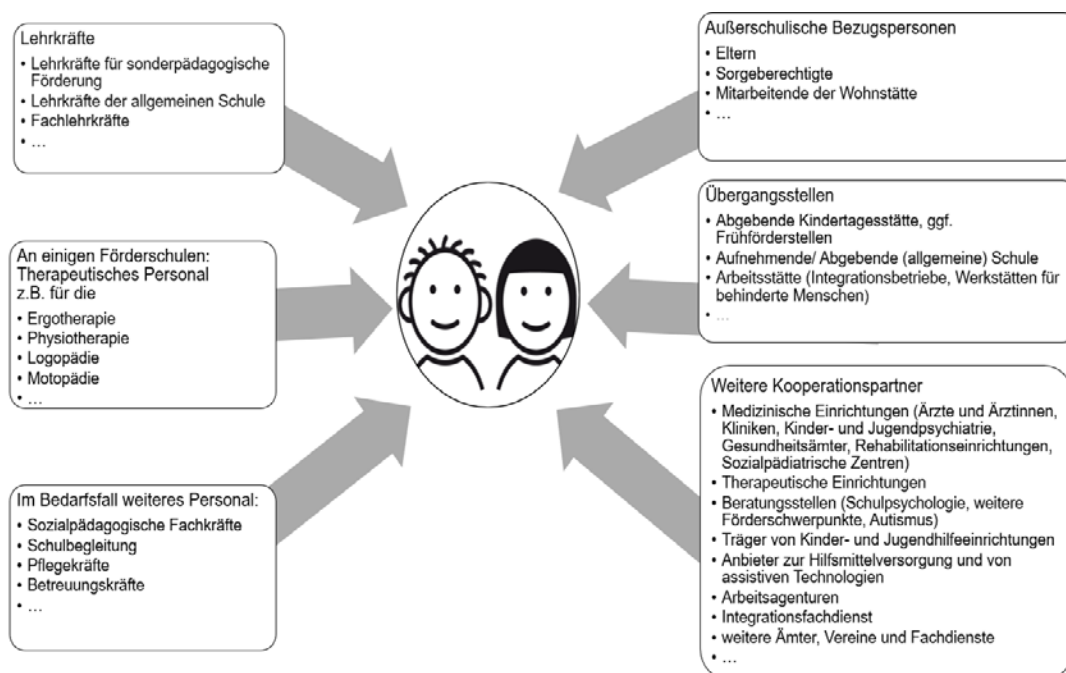 Lehrkräfte
• Lehrkräfte für sonderpädagogische
Förderung
• Lehrkräfte der allgemeinen Schule
• Fachlehrkräfte
• …
An einigen Förderschulen:
Therapeutisches Personal
z.B. für die
• Ergotherapie
• Physiotherapie
• Logopädie
• Motopädie
• …
Im Bedarfsfall weiteres Personal:
• Sozialpädagogische Fachkräfte
• Schulbegleitung
• Pflegekräfte
• Betreuungskräfte
• …
Außerschulische Bezugspersonen
• Eltern
• Sorgeberechtigte
• Mitarbeitende der Wohnstätte
• …
Übergangsstellen
• Abgebende Kindertagesstätte, ggf.
Frühförderstellen
• Aufnehmende/ Abgebende (allgemeine) Schule
• Arbeitsstätte (Integrationsbetriebe, Werkstätten für
behinderte Menschen)
• …
Weitere Kooperationspartner
• Medizinische Einrichtungen (Ärzte und Ärztinnen,
Kliniken, Kinder- und Jugendpsychiatrie,
Gesundheitsämter, Rehabilitationseinrichtungen,
Sozialpädiatrische Zentren)
• Therapeutische Einrichtungen
• Beratungsstellen (Schulpsychologie, weitere
Förderschwerpunkte, Autismus)
• Träger von Kinder- und Jugendhilfeeinrichtungen
• Anbieter zur Hilfsmittelversorgung und von
assistiven Technologien
• Arbeitsagenturen
• Integrationsfachdienst
• weitere Ämter, Vereine und Fachdienste
• …